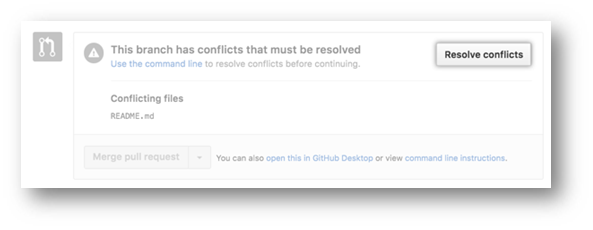 This branch has conflicts that must be resolved
Use the command line to resolve conflicts before continuing.
Resolve conflicts
Conflicting files
README.md
Merge pull request
You can also open this in GitHub Desktop or view command line instructions.